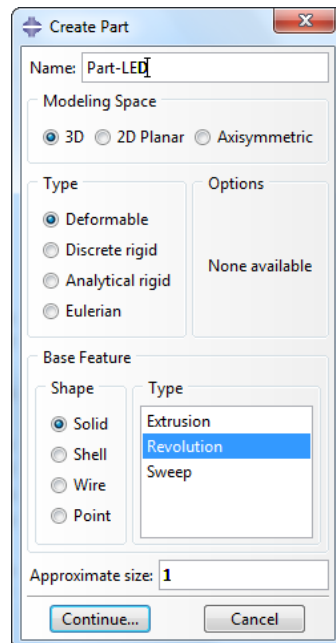 Create Part
Name: Part-LED
Modeling Space
3D 2D Planar Axisymmetric
Type
Deformable
Discrete rigid
Analytical rigid
Eulerian
Options
None available
Base Feature
Shape
Solid
Shell
Wire
Point
Type
Extrusion
Revolution
Sweep
Approximate size: 1
Continue... Cancel